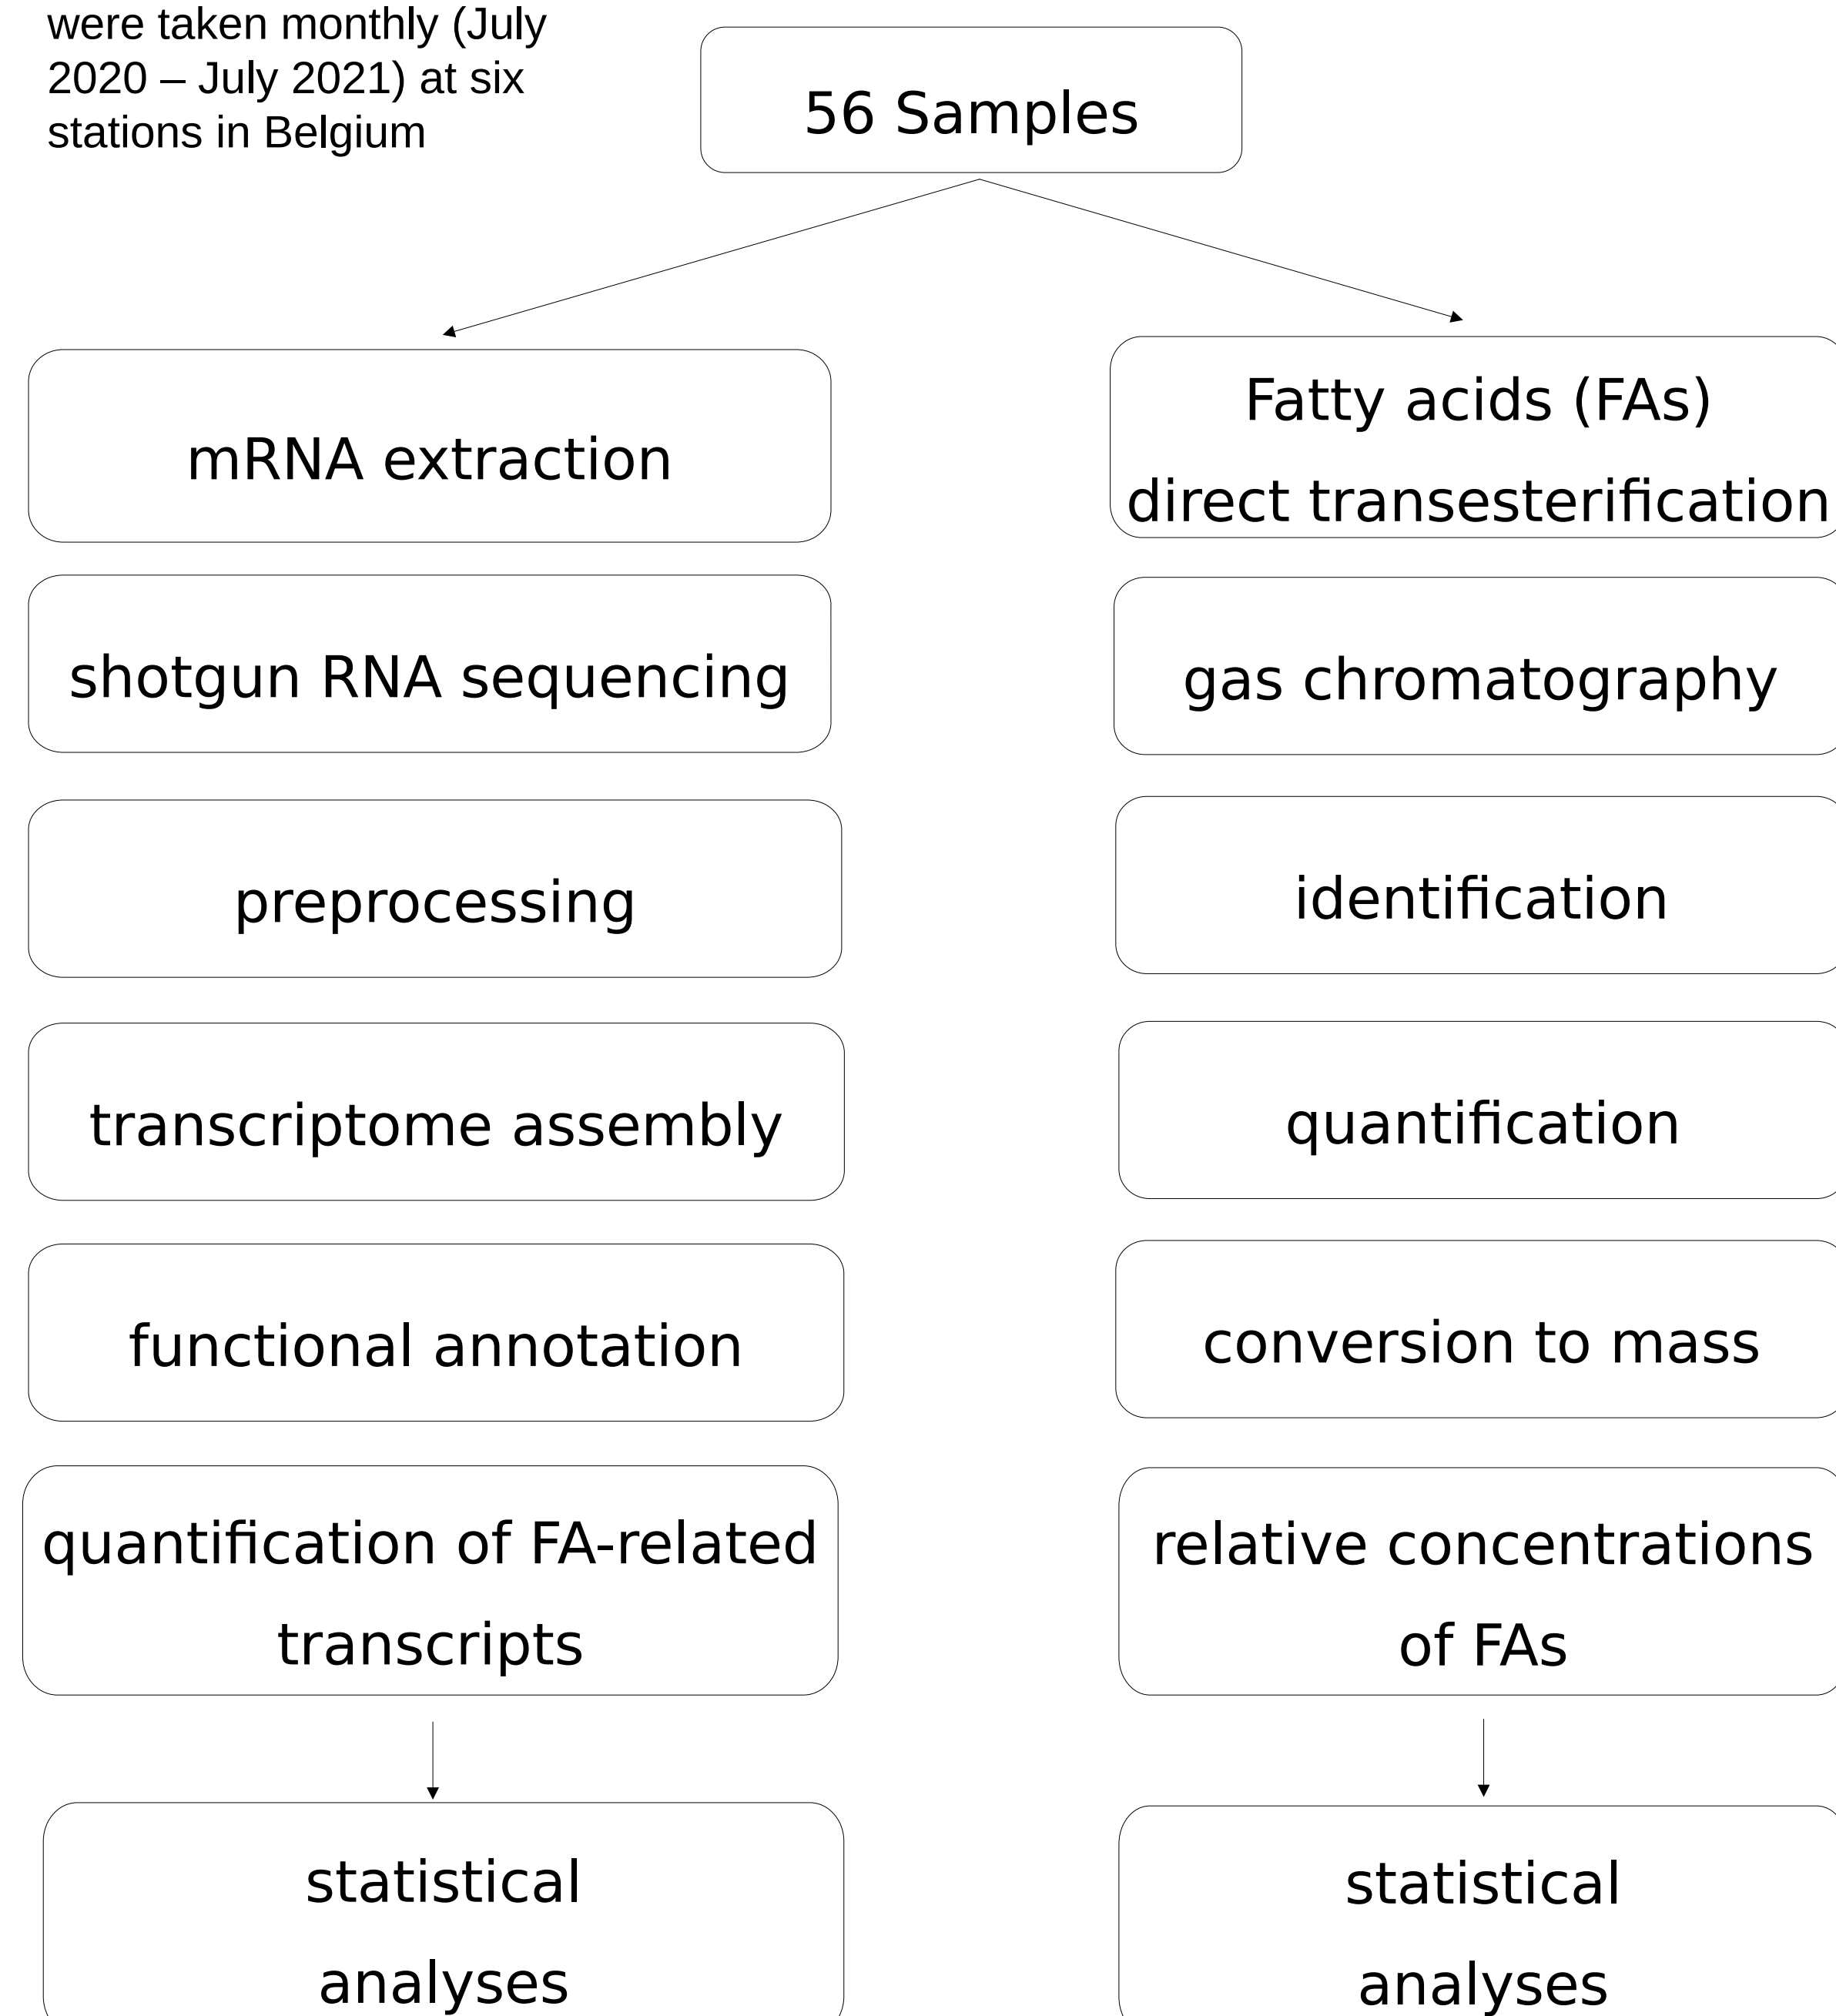 were taken monthly (July
2020 – July 2021) at six
stations in Belgium
56 Samples
mRNA extraction
shotgun RNA sequencing
preprocessing
transcriptome assembly
functional annotation
quantification of FA-related
transcripts
statistical
analyses
Fatty acids (FAs)
direct transesterification
gas chromatography
identification
quantification
conversion to mass
relative concentrations
of FAs
statistical
analyses